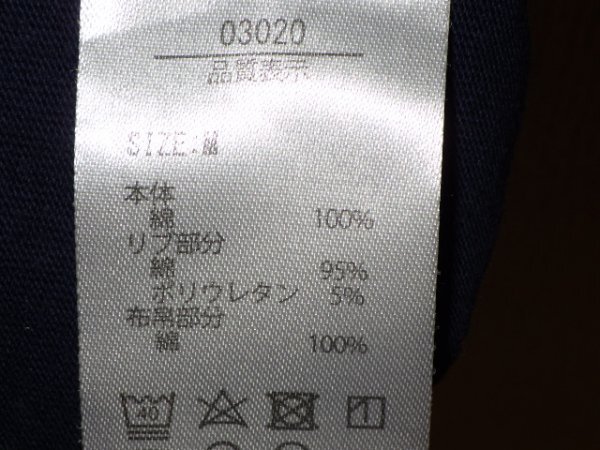 03020
品質表示
SIZE:M
本体
綿 100%
リブ部分
綿 95%
ポリウレタン 5%
布帛部分
綿 100%
40